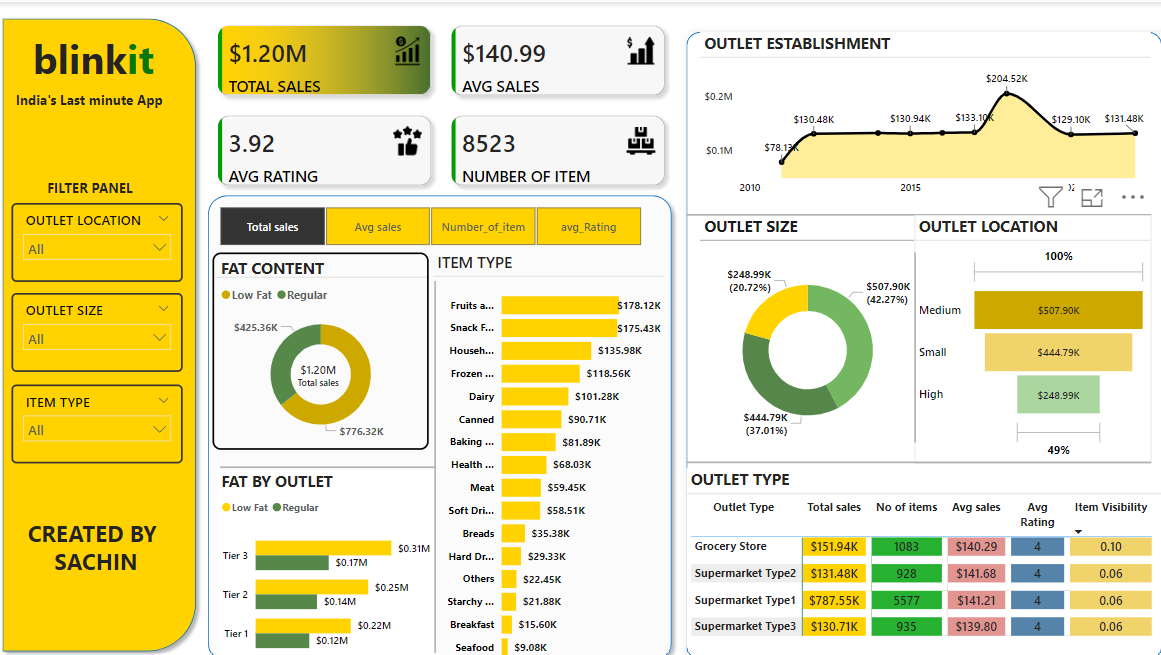 blinkit
India's Last minute App
FILTER PANEL
OUTLET LOCATION
All
OUTLET SIZE
All
ITEM TYPE
All
CREATED BY
SACHIN
$1.20M
TOTAL SALES
$140.99
AVG SALES
3.92
AVG RATING
8523
NUMBER OF ITEM
Total sales
Avg sales
Number_of_item
avg_Rating
FAT CONTENT
Low Fat
Regular
$425.36K
$1.20M
Total sales
$776.32K
FAT BY OUTLET
Low Fat
Regular
Tier 3
$0.31M
$0.17M
Tier 2
$0.25M
$0.14M
Tier 1
$0.22M
$0.12M
ITEM TYPE
Fruits a... $178.12K
Snack F... $175.43K
Househ... $135.98K
Frozen ... $118.56K
Dairy $101.28K
Canned $90.71K
Baking ... $81.89K
Health ... $68.03K
Meat $59.45K
Soft Dri... $58.51K
Breads $35.38K
Hard Dr... $29.33K
Others $22.45K
Starchy ... $21.88K
Breakfast $15.60K
Seafood $9.08K
OUTLET ESTABLISHMENT
$0.2M
$0.1M
$78.13K
$130.48K
$130.94K
$133.10K
$204.52K
$129.10K
$131.48K
2010
2015
OUTLET SIZE
$248.99K
(20.72%)
$507.90K
(42.27%)
$444.79K
(37.01%)
OUTLET LOCATION
100%
Medium $507.90K
Small $444.79K
High $248.99K
49%
OUTLET TYPE
Outlet Type Total sales No of items Avg sales Avg Rating Item Visibility
Grocery Store $151.94K 1083 $140.29 4 0.10
Supermarket Type2 $131.48K 928 $141.68 4 0.06
Supermarket Type1 $787.55K 5577 $141.21 4 0.06
Supermarket Type3 $130.71K 935 $139.80 4 0.06